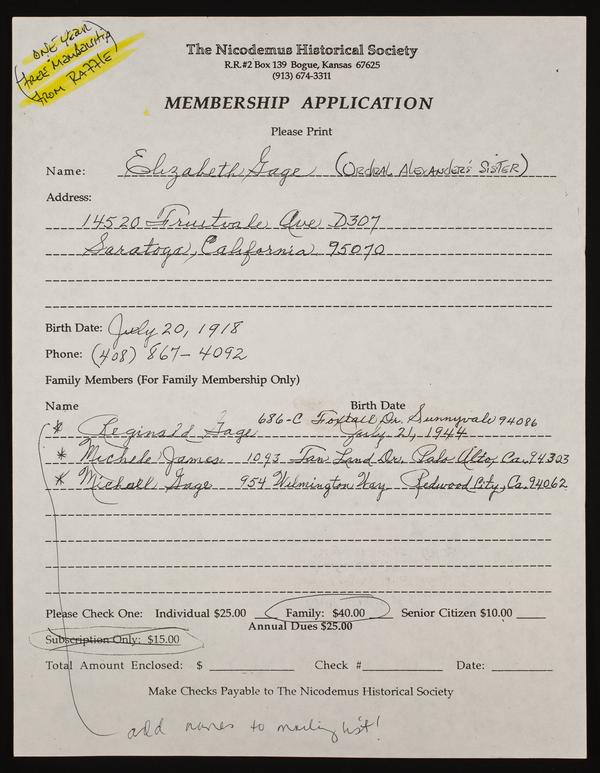 ONE YEAR
FREE MEMBERSHIP
FROM RAFFLE
The Nicodemus Historical Society
R.R.#2 Box 139 Bogue, Kansas 67625
(913) 674-3311
MEMBERSHIP APPLICATION
Please Print
Name: Elizabeth Gage (ORDRAL ALEXANDER'S SISTER)
Address:
14520 Fruitvale Ave D307
Saratoga, California 95070
Birth Date: July 20, 1918
Phone: (408) 867-4092
Family Members (For Family Membership Only)
Name Birth Date
* Reginald Gage 686-C Foxtail Dr. Sunnyvale 94086
July 21, 1944
* Michele James 1093 Tan Land Dr. Palo Alto, Ca. 94303
* Michael Gage 954 Wilmington Way Redwood City, Ca. 94062
Please Check One: Individual $25.00 Family: $40.00 Senior Citizen $10.00
Annual Dues $25.00
Subscription Only: $15.00
Total Amount Enclosed: $ Check # Date:
Make Checks Payable to The Nicodemus Historical Society
add names to mailing list!